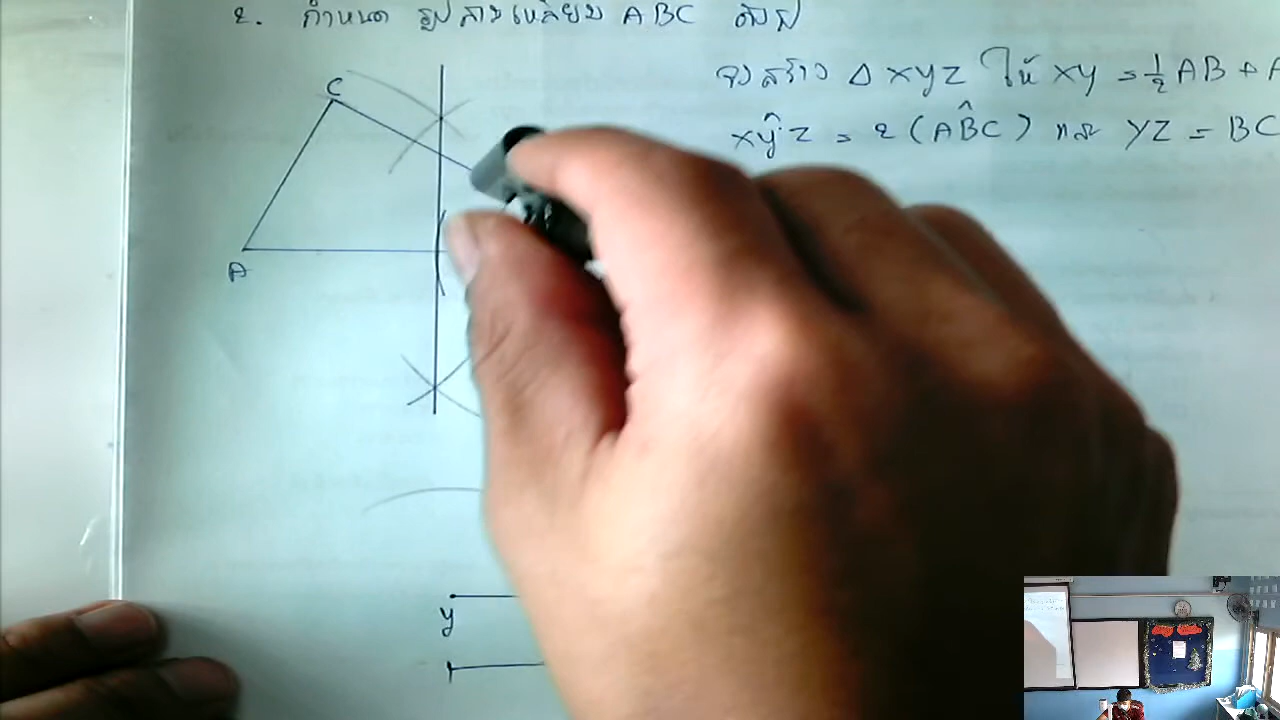 ๒. กำหนด รูปสามเหลี่ยม ABC ดังรูป
จงสร้าง △ XYZ ให้ XY = ½ AB + A
XŶZ = ๒ (AB̂C) และ YZ = BC
C
A
y